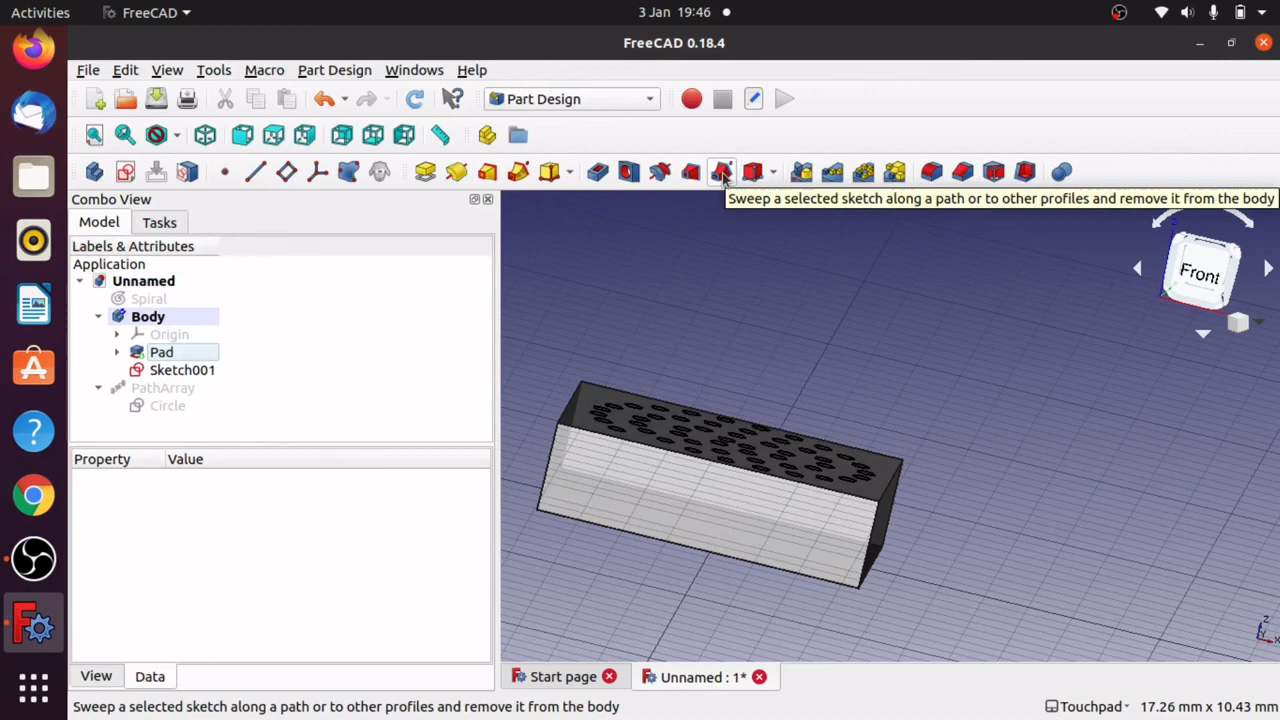 Activities
FreeCAD
3 Jan 19:46
FreeCAD 0.18.4
File Edit View Tools Macro Part Design Windows Help
Part Design
Sweep a selected sketch along a path or to other profiles and remove it from the body
Combo View
Model Tasks
Labels & Attributes
Application
Unnamed
Spiral
Body
Origin
Pad
Sketch001
PathArray
Circle
Property Value
Front
Z
Y
X
View Data
Start page
Unnamed : 1*
Sweep a selected sketch along a path or to other profiles and remove it from the body
Touchpad
17.26 mm x 10.43 mm